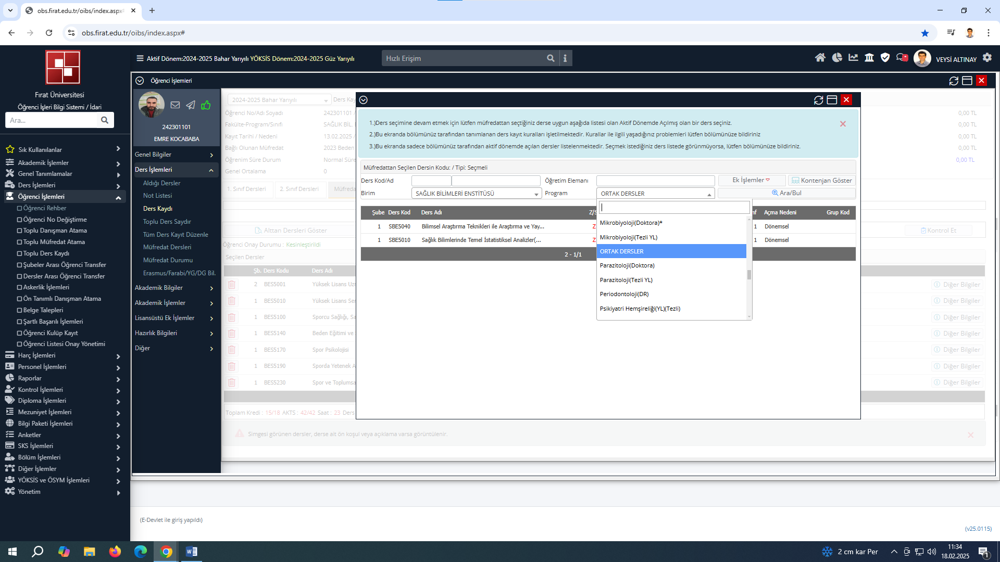 obs.firat.edu.tr/oibs/index.aspx#
obs.firat.edu.tr/oibs/index.aspx#
Fırat Üniversitesi
Öğrenci İşleri Bilgi Sistemi / İdari
Ara...
Sık Kullanılanlar
Akademik İşlemler
Genel Tanımlamalar
Ders İşlemleri
Öğrenci İşlemleri
Öğrenci Rehber
Öğrenci No Değiştirme
Toplu Danışman Atama
Toplu Müfredat Atama
Toplu Ders Kaydı
Şubeler Arası Öğrenci Transfer
Dersler Arası Öğrenci Transfer
Askerlik İşlemleri
Ön Tanımlı Danışman Atama
Belge Talepleri
Şartlı Başarılı İşlemleri
Öğrenci Kulüp Kayıt
Öğrenci Listesi Onay Yönetimi
Harç İşlemleri
Personel İşlemleri
Raporlar
Kontrol İşlemleri
Diploma İşlemleri
Mezuniyet İşlemleri
Bilgi Paketi İşlemleri
Anketler
SKS İşlemleri
Bölüm İşlemleri
Diğer İşlemler
YÖKSİS ve ÖSYM İşlemleri
Yönetim
Aktif Dönem:2024-2025 Bahar Yarıyılı YÖKSİS Dönem:2024-2025 Güz Yarıyılı
Hızlı Erişim
VEYSİ ALTINAY
Öğrenci İşlemleri
242301101
EMRE KOCABABA
Genel Bilgiler
Ders İşlemleri
Aldığı Dersler
Not Listesi
Ders Kaydı
Toplu Ders Saydır
Tüm Ders Kayıt Düzenle
Müfredat Dersleri
Müfredat Durumu
Erasmus/Farabi/YG/DG Bil.
Akademik Bilgiler
Akademik İşlemler
Lisansüstü Ek İşlemler
Hazırlık Bilgileri
Diğer
2024-2025 Bahar Yarıyılı Ders Kay
Öğrenci No/Adı Soyadı 242301101 /
Fakülte-Program/Sınıfı SAĞLIK BİL.
Kayıt Tarihi / Nedeni 13.02.2025 /
Bağlı Olunan Müfredat 2023 Beden
Öğrenim Süre Durum Normal Süre
Genel Ortalama 0
0,00 TL
0,00 TL
0,00 TL
0,00 TL
0,00 TL
1. Sınıf Dersleri 2. Sınıf Dersleri Müfreda
Alttan Dersleri Göster
Kontrol Et
Öğrenci Onay Durumu : Kesinleştirildi
Seçilen Dersler
Şb. Ders Kodu Ders Adı
2 BES5001 Yüksek Lisans Uz
Diğer Bilgiler
1 BES5010 Yüksek Lisans Ser
Diğer Bilgiler
1 BES5100 Sporcu Sağlığı, Sa
Diğer Bilgiler
1 BES5140 Beden Eğitimi ve
Diğer Bilgiler
1 BES5170 Spor Psikolojisi
Diğer Bilgiler
1 BES5190 Sporda Yetenek A
Diğer Bilgiler
1 BES5230 Spor ve Toplumsa
Diğer Bilgiler
Toplam Kredi : 15/18 AKTS : 42/42 Saat : 23 Ders
Simgesi görünen dersler, derse ait ön koşul veya açıklama varsa görüntülenir.
1.)Ders seçimine devam etmek için lütfen müfredattan seçtiğiniz derse uygun aşağıda listesi olan Aktif Dönemde Açılmış olan bir ders seçiniz.
2.)Bu ekranda bölümünüz tarafından tanımlanan ders kayıt kuralları işletilmektedir. Kurallar ile ilgili yaşadığınız problemleri lütfen bölümünüze bildiriniz
3.)Bu ekranda sadece bölümünüz tarafından aktif dönemde açılan dersler listelenmektedir. Seçmek istediğiniz ders listede görünmüyorsa, lütfen bölümünüze bildiriniz.
Müfredattan Seçilen Dersin Kodu: / Tipi: Seçmeli
Ders Kod/Ad Öğretim Elemanı Ek İşlemler Kontenjan Göster
Birim SAĞLIK BİLİMLERİ ENSTİTÜSÜ Program ORTAK DERSLER Ara/Bul
Şube Ders Kod Ders Adı Z/S nf Açma Nedeni Grup Kod
1 SBE5040 Bilimsel Araştırma Teknikleri ile Araştırma ve Yay... Z 1 Dönemsel
1 SBE5010 Sağlık Bilimlerinde Temel İstatistiksel Analizler(... Z 1 Dönemsel
2 - 1/1
Mikrobiyoloji(Doktora)*
Mikrobiyoloji(Tezli YL)
ORTAK DERSLER
Parazitoloji(Doktora)
Parazitoloji(Tezli YL)
Periodontoloji(DR)
Psikiyatri Hemşireliği(YL)(Tezli)
(E-Devlet ile giriş yapıldı)
(v25.0115)
2 cm kar Per
11:34
18.02.2025
1